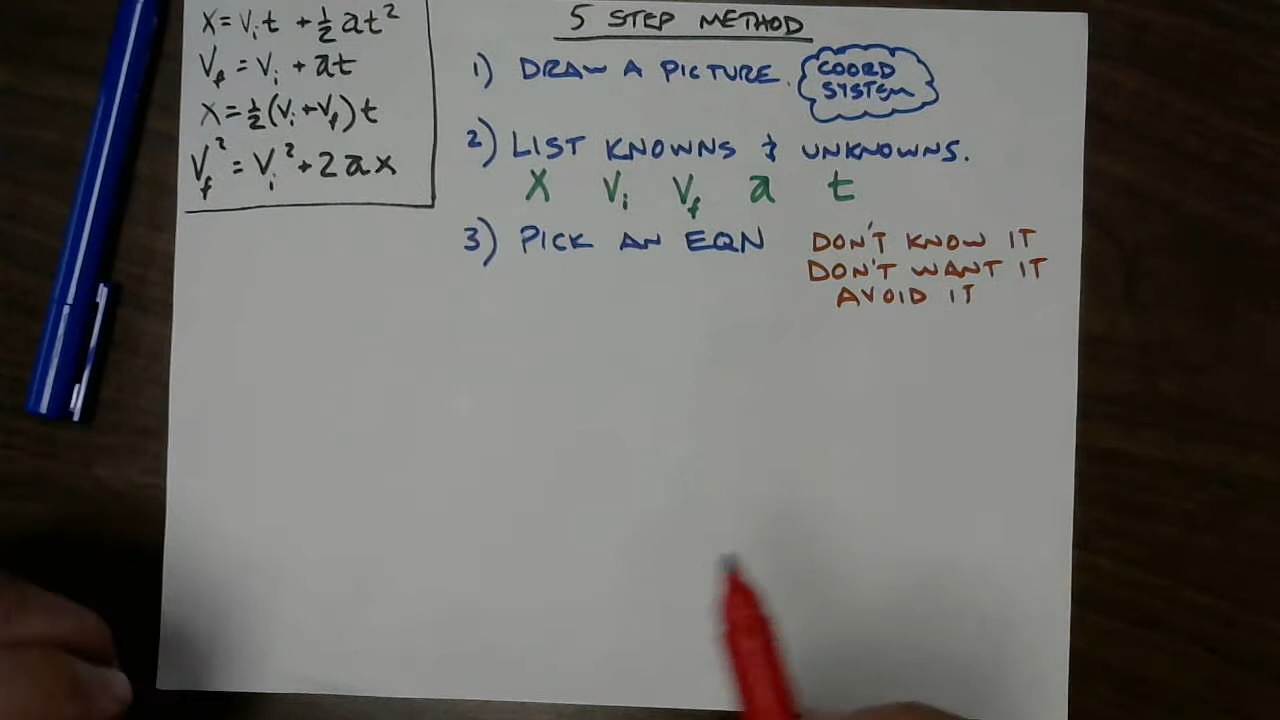 x = vᵢt + ½at²
v_f = vᵢ + at
x = ½(vᵢ + v_f)t
v_f² = vᵢ² + 2ax
5 STEP METHOD
1) DRAW A PICTURE. COORD SYSTEM
2) LIST KNOWNS & UNKNOWNS.
x vᵢ v_f a t
3) PICK AN EQN
DON'T KNOW IT
DON'T WANT IT
AVOID IT